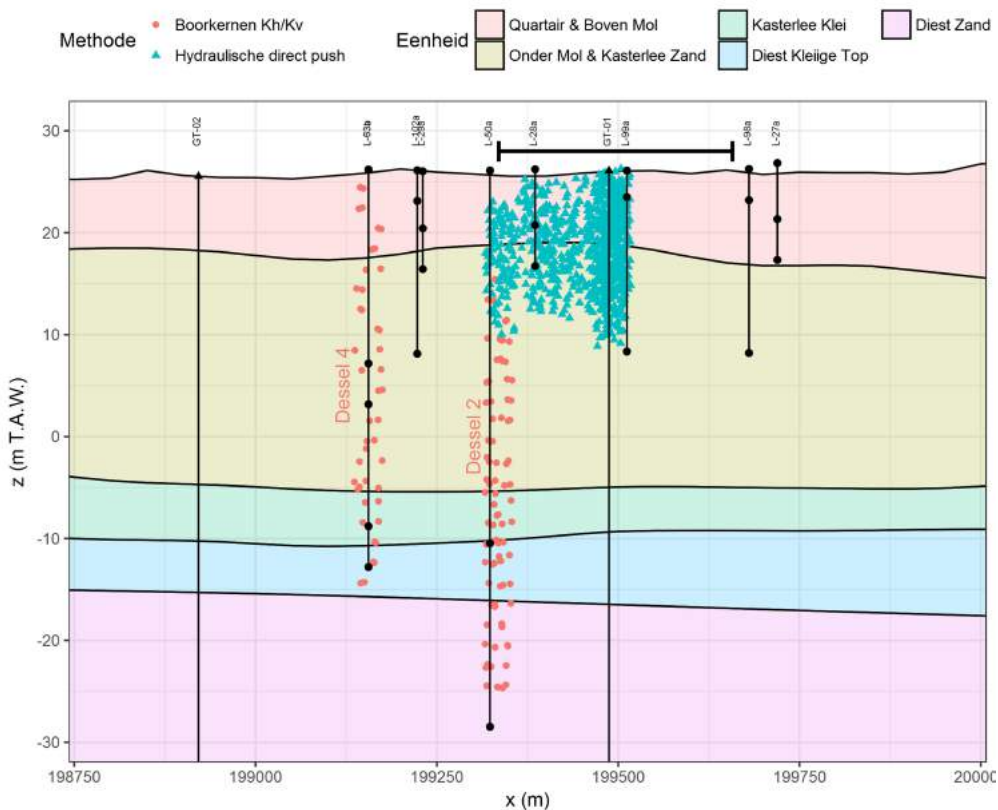 Methode
Boorkernen Kh/Kv
Hydraulische direct push
Eenheid
Quartair & Boven Mol
Onder Mol & Kasterlee Zand
Kasterlee Klei
Diest Kleiige Top
Diest Zand
GT-02
L-50a
L-28a
GT-01
L-99a
L-98a
L-27a
Dessel 4
Dessel 2
z (m T.A.W.)
30
20
10
0
-10
-20
-30
198750
199000
199250
199500
199750
20000
x (m)